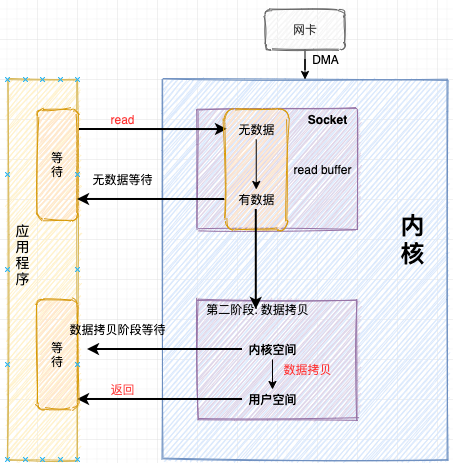 网卡
DMA
Socket
read
无数据
等待
read buffer
无数据等待
有数据
应用程序
内核
第二阶段: 数据拷贝
数据拷贝阶段等待
内核空间
等待
数据拷贝
返回
用户空间